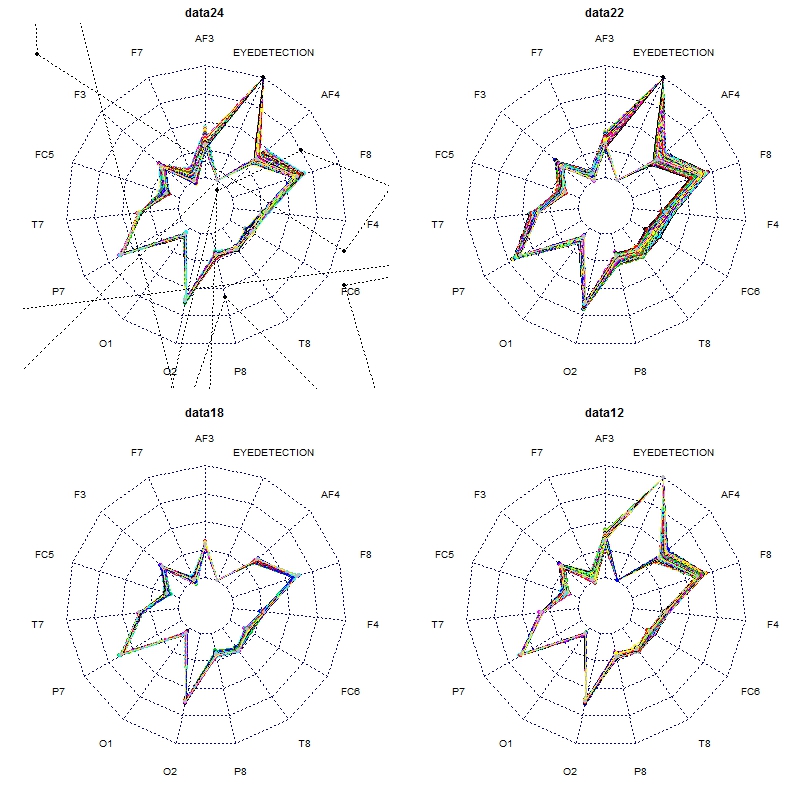 data24
AF3
F7
EYEDETECTION
F3
AF4
FC5
F8
T7
F4
P7
FC6
O1
T8
O2
P8
data22
AF3
F7
EYEDETECTION
F3
AF4
FC5
F8
T7
F4
P7
FC6
O1
T8
O2
P8
data18
AF3
F7
EYEDETECTION
F3
AF4
FC5
F8
T7
F4
P7
FC6
O1
T8
O2
P8
data12
AF3
F7
EYEDETECTION
F3
AF4
FC5
F8
T7
F4
P7
FC6
O1
T8
O2
P8